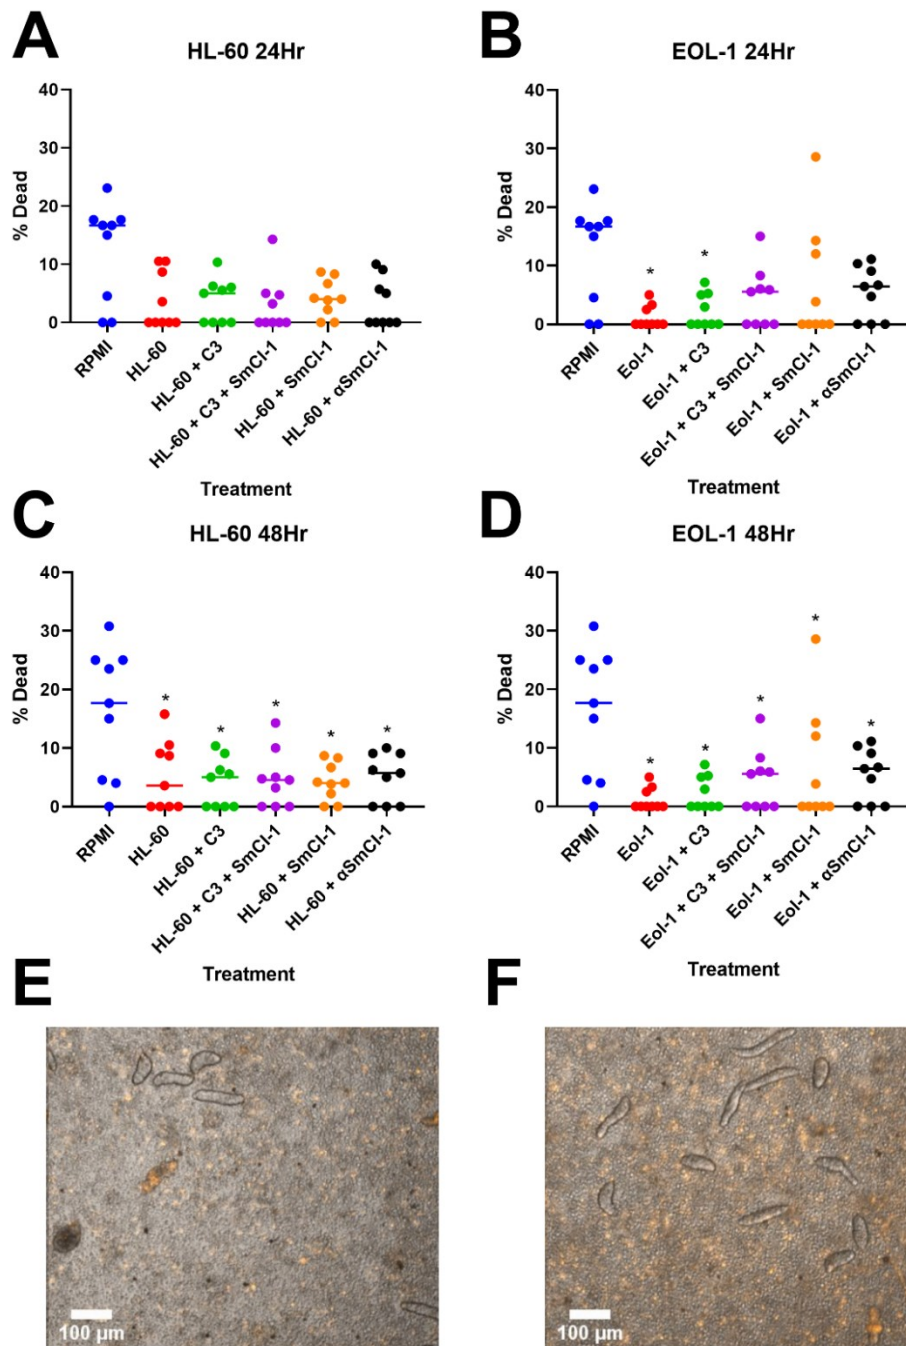 A
HL-60 24Hr
% Dead
40
30
20
10
0
RPMI
HL-60
HL-60 + C3
HL-60 + C3 + SmCI-1
HL-60 + SmCI-1
HL-60 + αSmCI-1
Treatment
B
EOL-1 24Hr
% Dead
40
30
20
10
0
*
*
RPMI
Eol-1
Eol-1 + C3
Eol-1 + C3 + SmCI-1
Eol-1 + SmCI-1
Eol-1 + αSmCI-1
Treatment
C
HL-60 48Hr
% Dead
40
30
20
10
0
*
*
*
*
*
RPMI
HL-60
HL-60 + C3
HL-60 + C3 + SmCI-1
HL-60 + SmCI-1
HL-60 + αSmCI-1
Treatment
D
EOL-1 48Hr
% Dead
40
30
20
10
0
*
*
*
*
*
RPMI
Eol-1
Eol-1 + C3
Eol-1 + C3 + SmCI-1
Eol-1 + SmCI-1
Eol-1 + αSmCI-1
Treatment
E
100 µm
F
100 µm